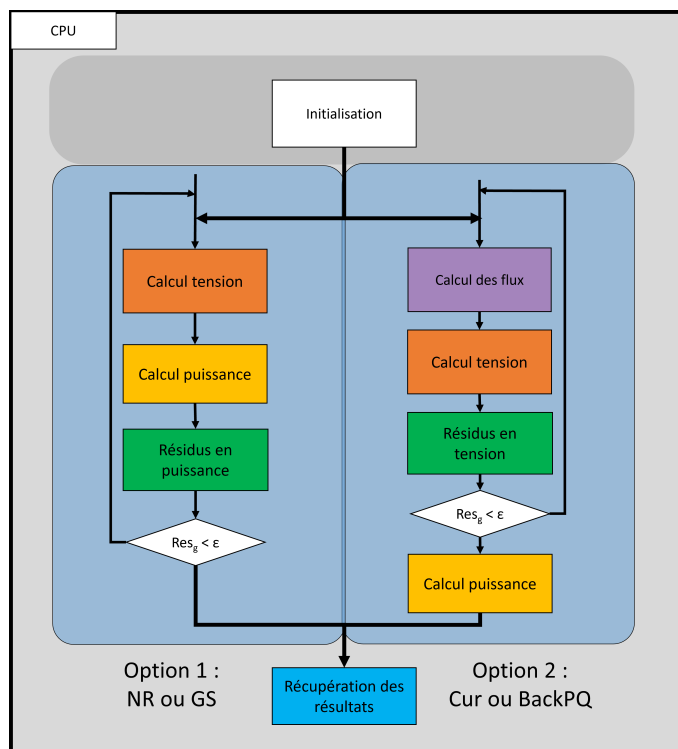 CPU
Initialisation
Calcul tension
Calcul puissance
Résidus en
puissance
Res_g < ε
Calcul des flux
Calcul tension
Résidus en
tension
Res_g < ε
Calcul puissance
Option 1 :
NR ou GS
Récupération des
résultats
Option 2 :
Cur ou BackPQ